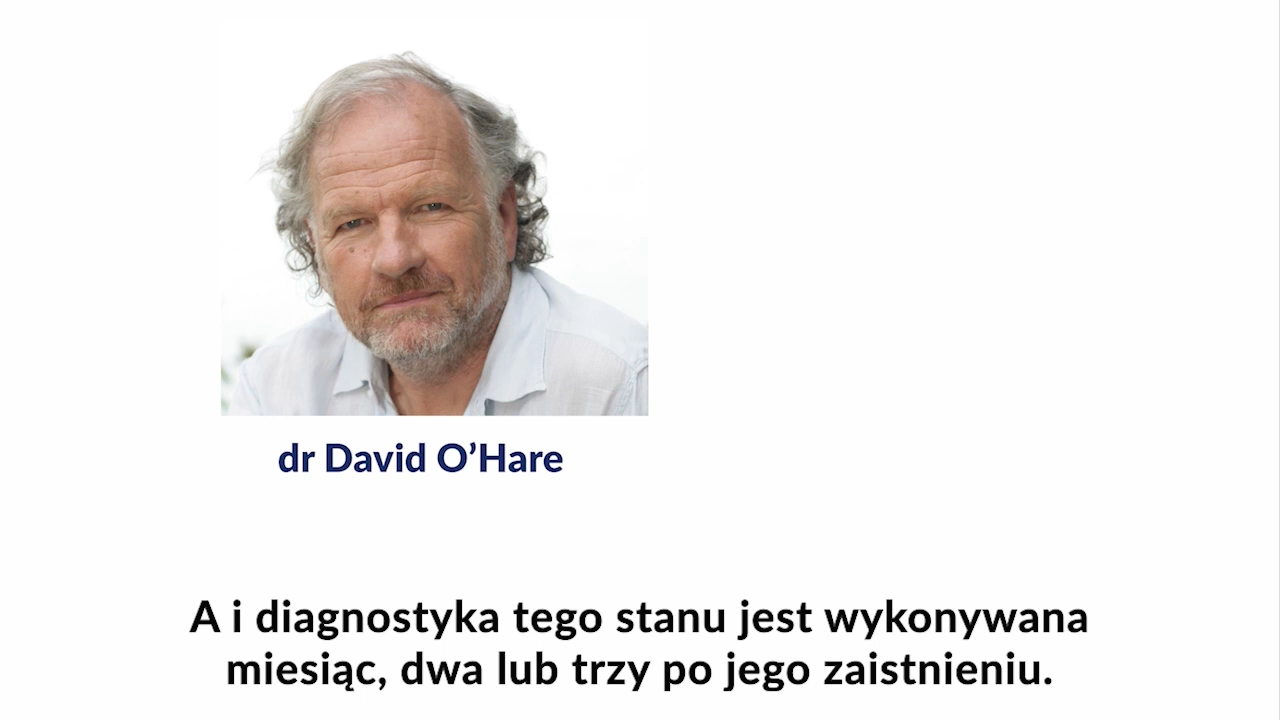 dr David O’Hare
A i diagnostyka tego stanu jest wykonywana
miesiąc, dwa lub trzy po jego zaistnieniu.